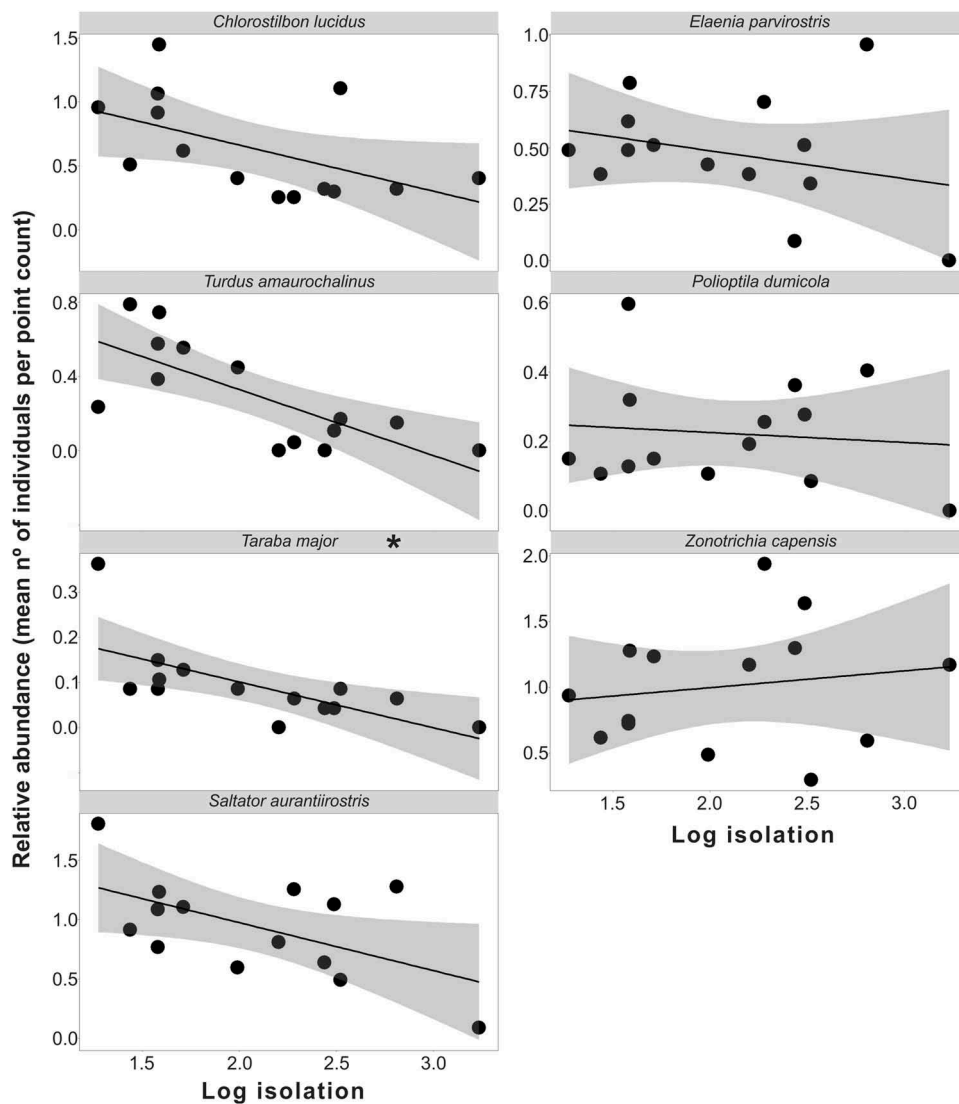 Relative abundance (mean nº of individuals per point count)
Chlorostilbon lucidus
1.5
1.0
0.5
0.0
Turdus amaurochalinus
0.8
0.4
0.0
Taraba major *
0.3
0.2
0.1
0.0
Saltator aurantiirostris
1.5
1.0
0.5
0.0
1.5 2.0 2.5 3.0
Log isolation
Elaenia parvirostris
1.0
0.75
0.50
0.25
0.0
Polioptila dumicola
0.6
0.4
0.2
0.0
Zonotrichia capensis
2.0
1.5
1.0
0.5
1.5 2.0 2.5 3.0
Log isolation